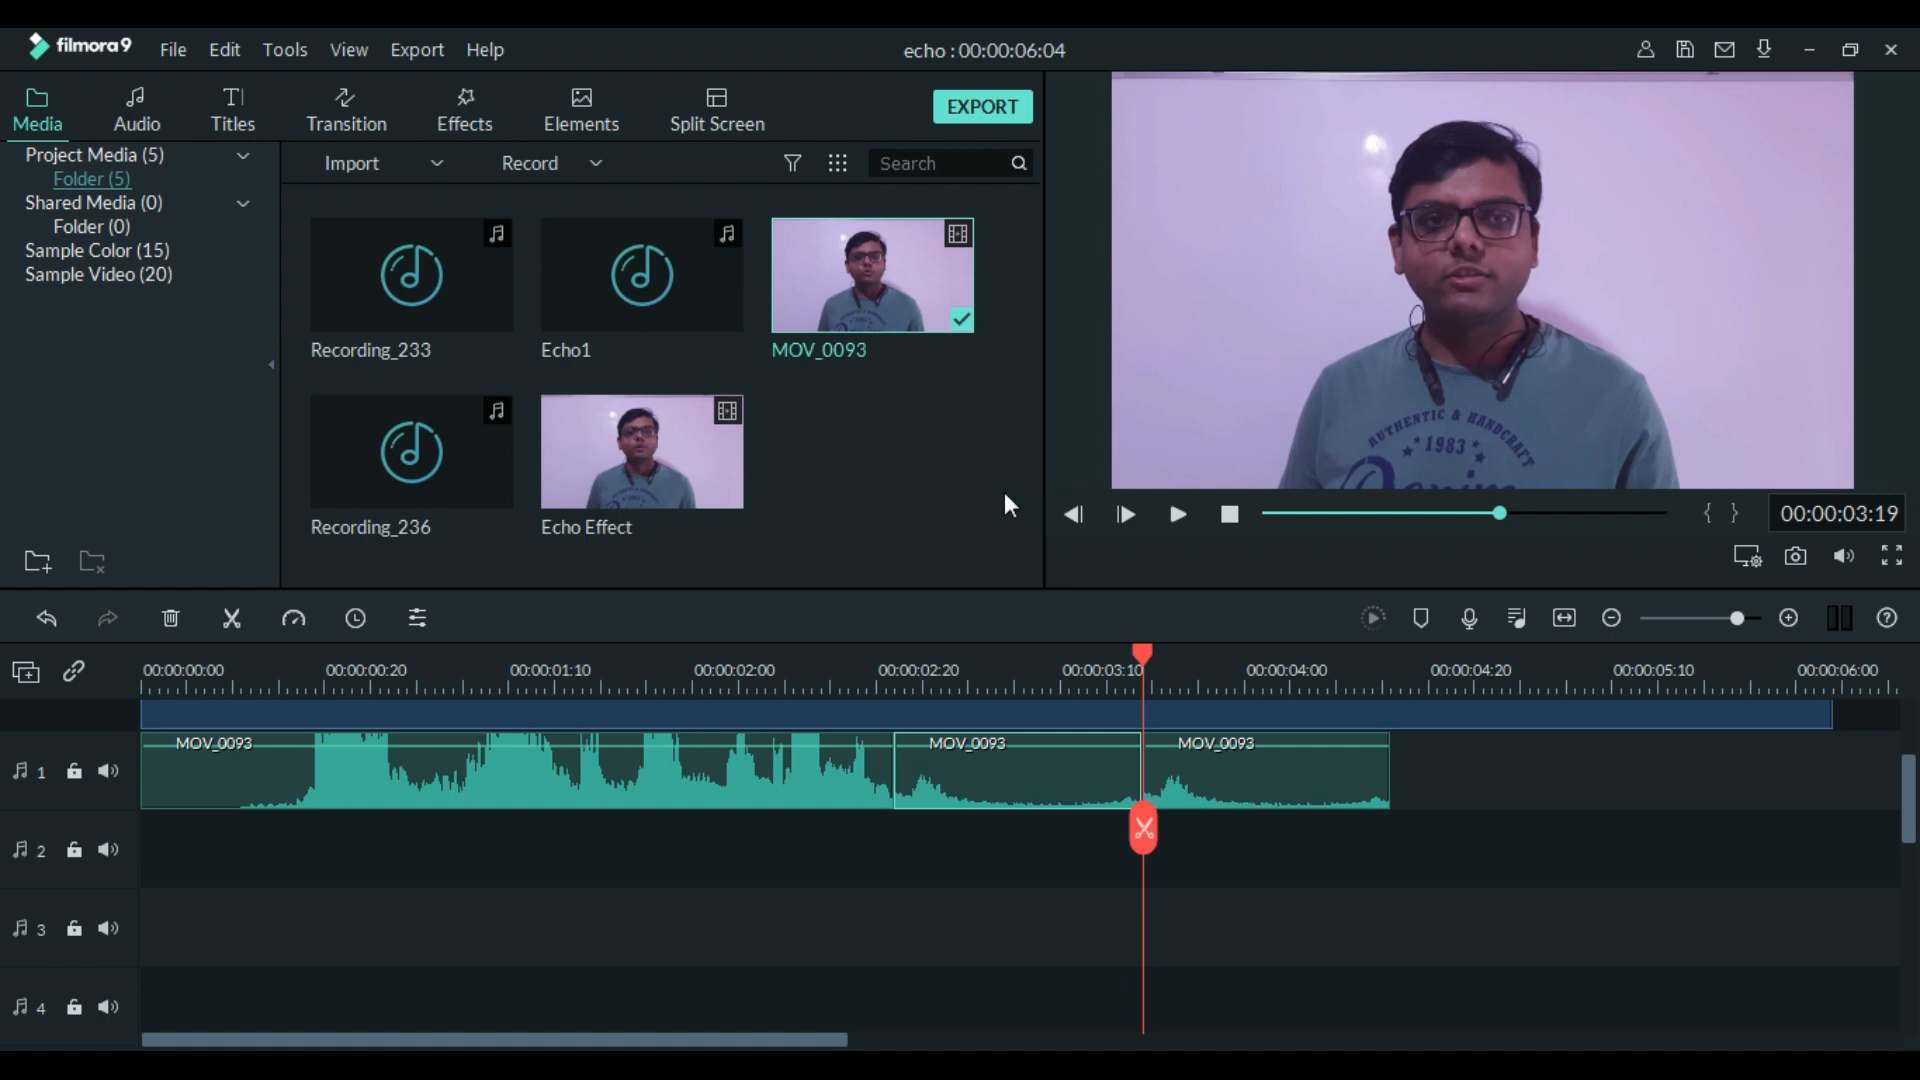 filmora9 File Edit Tools View Export Help echo : 00:00:06:04
Media Audio Titles Transition Effects Elements Split Screen EXPORT
Project Media (5)
Folder (5)
Shared Media (0)
Folder (0)
Sample Color (15)
Sample Video (20)
Import Record Search
Recording_233 Echo1 MOV_0093
Recording_236 Echo Effect
AUTHENTIC & HANDCRAFT
1983
{ } 00:00:03:19
00:00:00:00 00:00:00:20 00:00:01:10 00:00:02:00 00:00:02:20 00:00:03:10 00:00:04:00 00:00:04:20 00:00:05:10 00:00:06:00
MOV_0093 MOV_0093 MOV_0093
1
2
3
4